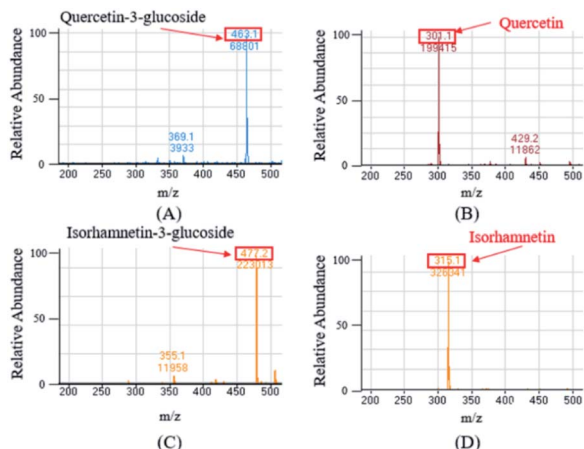 Quercetin-3-glucoside
Relative Abundance
100
50
0
463.1
68801
369.1
3933
200 250 300 350 400 450 500
m/z
(A)
Quercetin
Relative Abundance
100
50
0
301.1
199415
429.2
11862
200 250 300 350 400 450 500
m/z
(B)
Isorhamnetin-3-glucoside
Relative Abundance
100
50
0
477.2
223013
355.1
11958
200 250 300 350 400 450 500
m/z
(C)
Isorhamnetin
Relative Abundance
100
50
0
315.1
326341
200 250 300 350 400 450 500
m/z
(D)